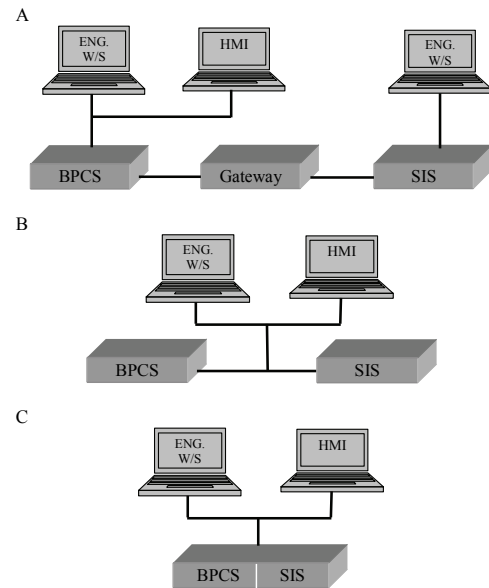 A
ENG.
W/S
HMI
ENG.
W/S
BPCS
Gateway
SIS
B
ENG.
W/S
HMI
BPCS
SIS
C
ENG.
W/S
HMI
BPCS
SIS